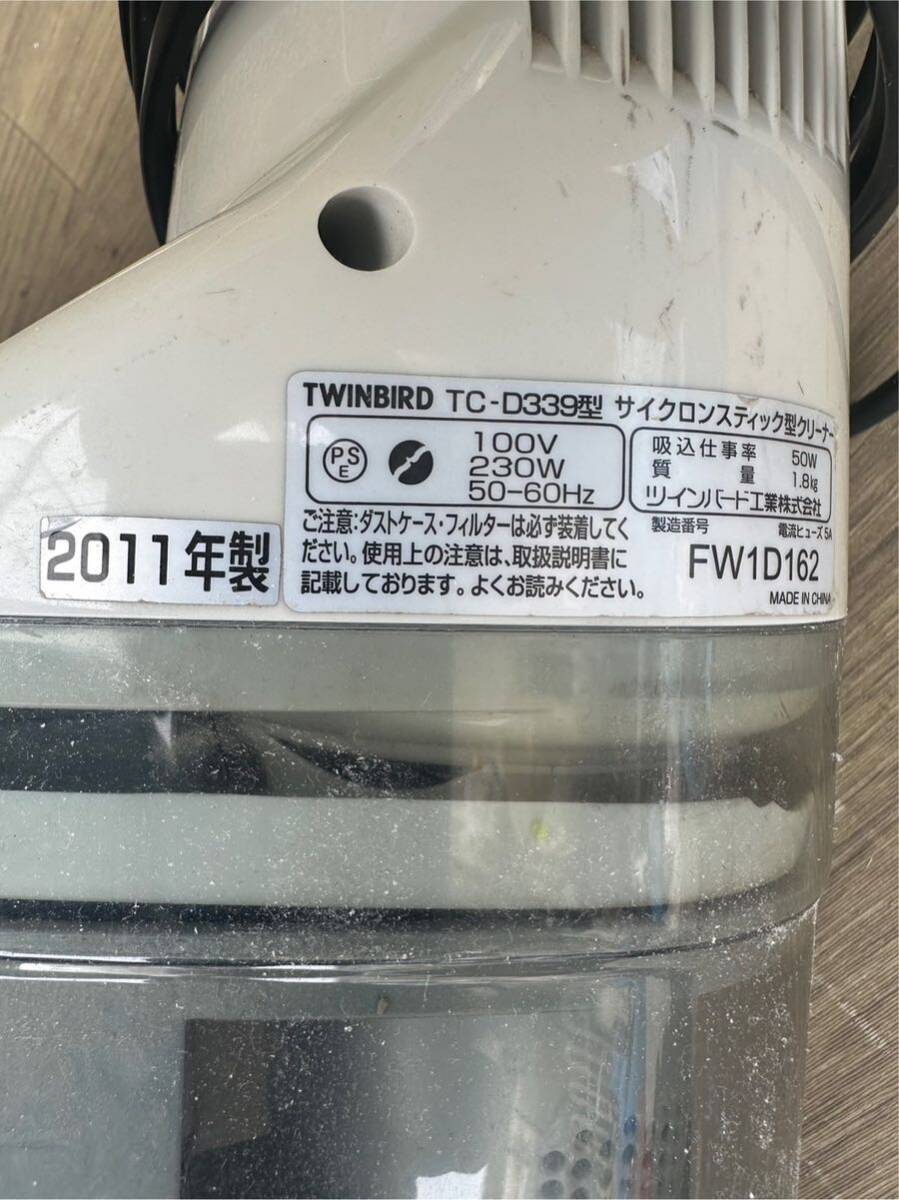 TWINBIRD TC-D339型 サイクロンスティック型クリーナー
PSE
100V
230W
50-60Hz
吸込仕事率 50W
質量 1.8kg
ツインバード工業株式会社
ご注意:ダストケース・フィルターは必ず装着してく
ださい。使用上の注意は、取扱説明書に
記載しております。よくお読みください。
製造番号 電流ヒューズ 5A
FW1D162
MADE IN CHINA
2011年製